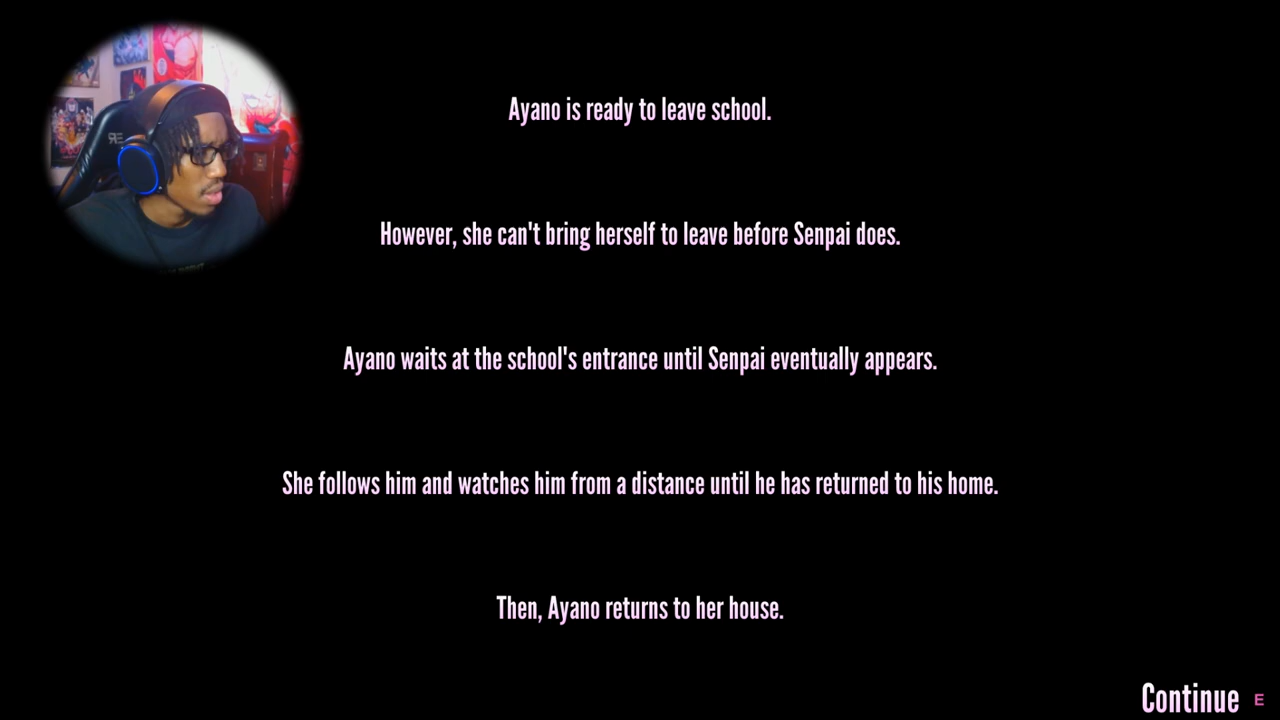 Ayano is ready to leave school.
However, she can't bring herself to leave before Senpai does.
Ayano waits at the school's entrance until Senpai eventually appears.
She follows him and watches him from a distance until he has returned to his home.
Then, Ayano returns to her house.
Continue E